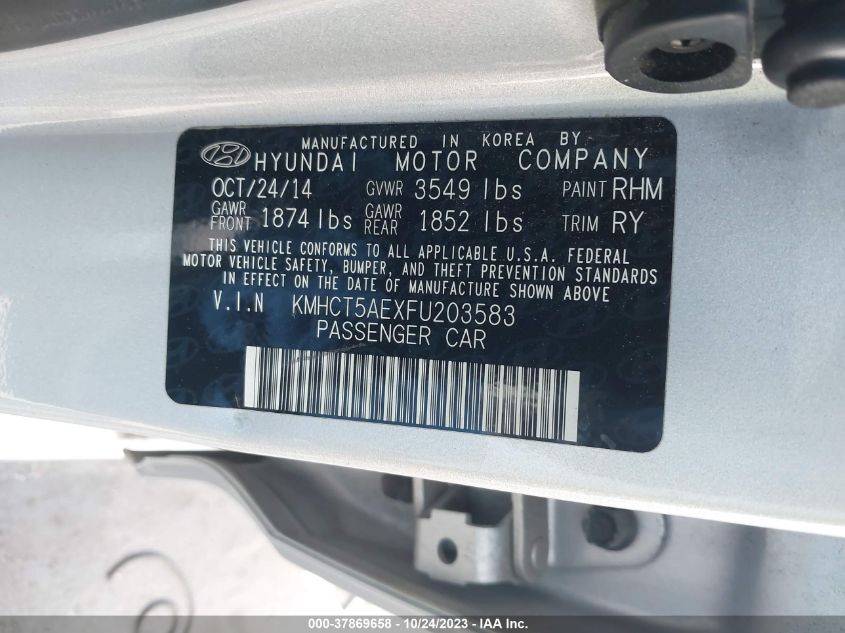 MANUFACTURED IN KOREA BY
HYUNDAI MOTOR COMPANY
OCT/24/14 GVWR 3549 lbs PAINT RHM
GAWR FRONT 1874 lbs GAWR REAR 1852 lbs TRIM RY
THIS VEHICLE CONFORMS TO ALL APPLICABLE U.S.A. FEDERAL
MOTOR VEHICLE SAFETY, BUMPER, AND THEFT PREVENTION STANDARDS
IN EFFECT ON THE DATE OF MANUFACTURE SHOWN ABOVE
V.I.N KMHCT5AEXFU203583
PASSENGER CAR
000-37869658 - 10/24/2023 - IAA Inc.